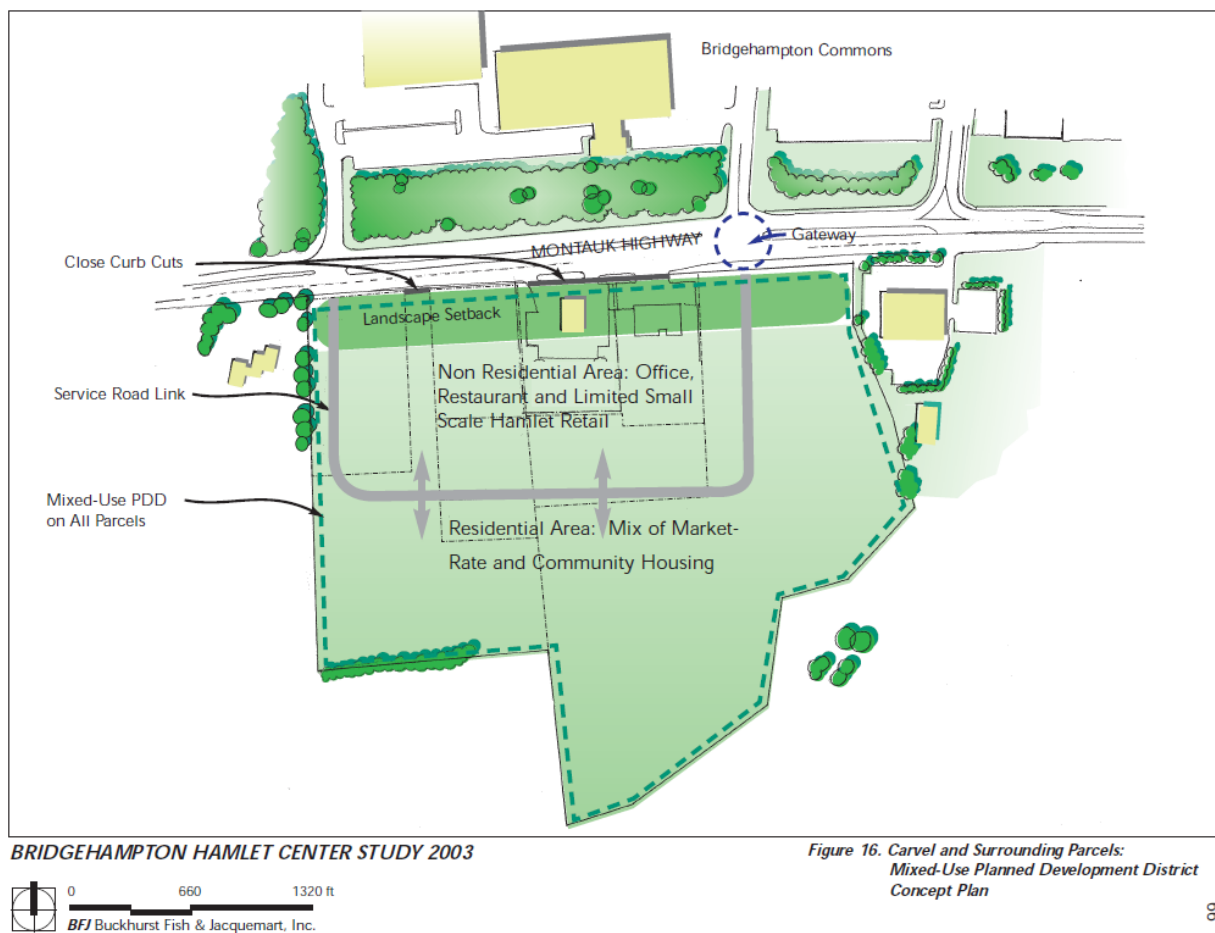 Bridgehampton Commons
MONTAUK HIGHWAY
Gateway
Close Curb Cuts
Landscape Setback
Non Residential Area: Office,
Restaurant and Limited Small
Scale Hamlet Retail
Service Road Link
Mixed-Use PDD
on All Parcels
Residential Area: Mix of Market-
Rate and Community Housing
BRIDGEHAMPTON HAMLET CENTER STUDY 2003
0 660 1320 ft
BFJ Buckhurst Fish & Jacquemart, Inc.
Figure 16. Carvel and Surrounding Parcels:
Mixed-Use Planned Development District
Concept Plan